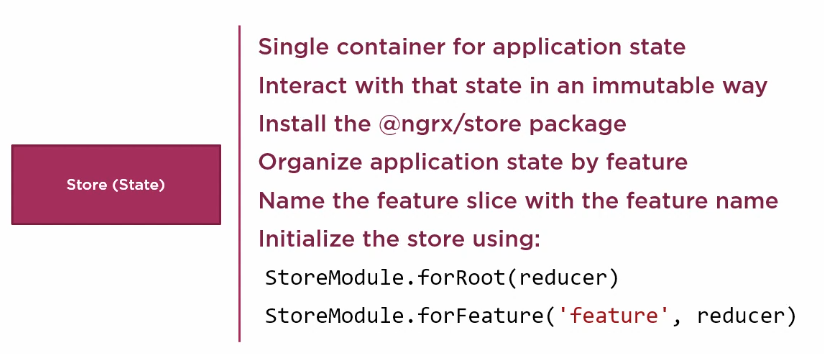 Store (State)
Single container for application state
Interact with that state in an immutable way
Install the @ngrx/store package
Organize application state by feature
Name the feature slice with the feature name
Initialize the store using:
StoreModule.forRoot(reducer)
StoreModule.forFeature('feature', reducer)